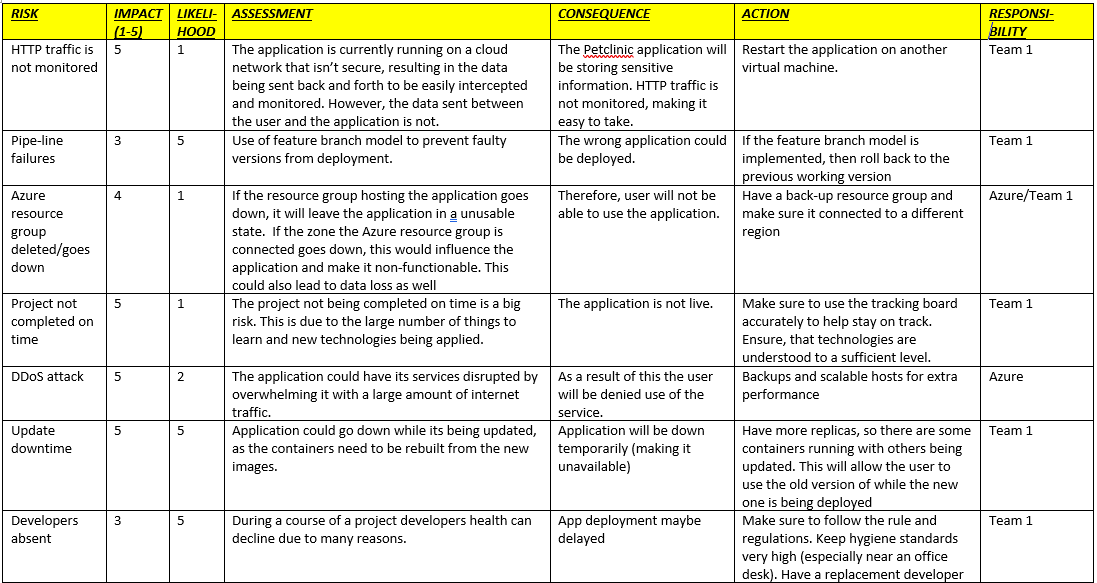 RISK
IMPACT
(1-5)
LIKELI-
HOOD
ASSESSMENT
CONSEQUENCE
ACTION
RESPONSI-
BILITY
HTTP traffic is
not monitored
5
1
The application is currently running on a cloud
network that isn’t secure, resulting in the data
being sent back and forth to be easily intercepted
and monitored. However, the data sent between
the user and the application is not.
The Petclinic application will
be storing sensitive
information. HTTP traffic is
not monitored, making it
easy to take.
Restart the application on another
virtual machine.
Team 1
Pipe-line
failures
3
5
Use of feature branch model to prevent faulty
versions from deployment.
The wrong application could
be deployed.
If the feature branch model is
implemented, then roll back to the
previous working version
Team 1
Azure
resource
group
deleted/goes
down
4
1
If the resource group hosting the application goes
down, it will leave the application in a unusable
state.  If the zone the Azure resource group is
connected goes down, this would influence the
application and make it non-functionable. This
could also lead to data loss as well
Therefore, user will not be
able to use the application.
Have a back-up resource group and
make sure it connected to a different
region
Azure/Team 1
Project not
completed on
time
5
1
The project not being completed on time is a big
risk. This is due to the large number of things to
learn and new technologies being applied.
The application is not live.
Make sure to use the tracking board
accurately to help stay on track.
Ensure, that technologies are
understood to a sufficient level.
Team 1
DDoS attack
5
2
The application could have its services disrupted by
overwhelming it with a large amount of internet
traffic.
As a result of this the user
will be denied use of the
service.
Backups and scalable hosts for extra
performance
Azure
Update
downtime
5
5
Application could go down while its being updated,
as the containers need to be rebuilt from the new
images.
Application will be down
temporarily (making it
unavailable)
Have more replicas, so there are some
containers running with others being
updated. This will allow the user to
use the old version of while the new
one is being deployed
Team 1
Developers
absent
3
5
During a course of a project developers health can
decline due to many reasons.
App deployment maybe
delayed
Make sure to follow the rule and
regulations. Keep hygiene standards
very high (especially near an office
desk). Have a replacement developer
Team 1